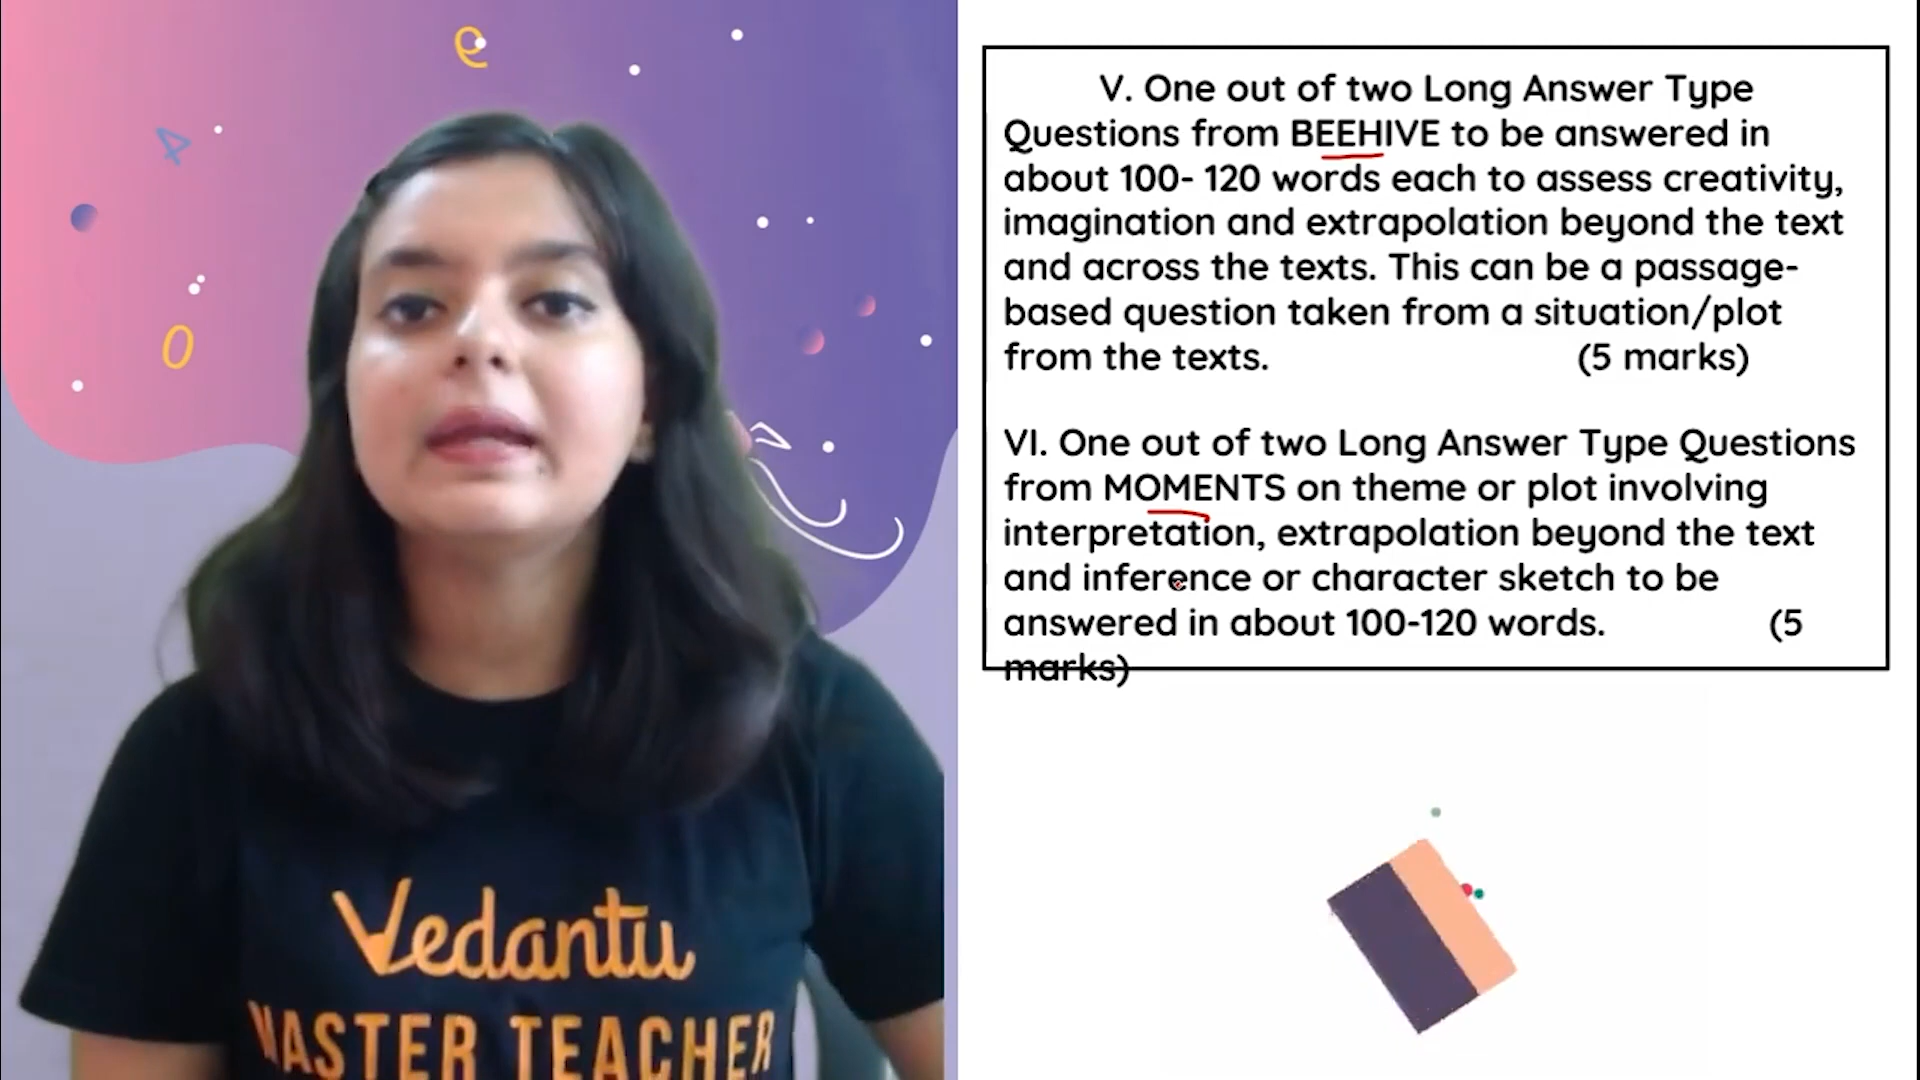 V. One out of two Long Answer Type
Questions from BEEHIVE to be answered in
about 100- 120 words each to assess creativity,
imagination and extrapolation beyond the text
and across the texts. This can be a passage-
based question taken from a situation/plot
from the texts. (5 marks)
VI. One out of two Long Answer Type Questions
from MOMENTS on theme or plot involving
interpretation, extrapolation beyond the text
and inference or character sketch to be
answered in about 100-120 words. (5
marks)
9
4
0
Vedantu
MASTER TEACHER